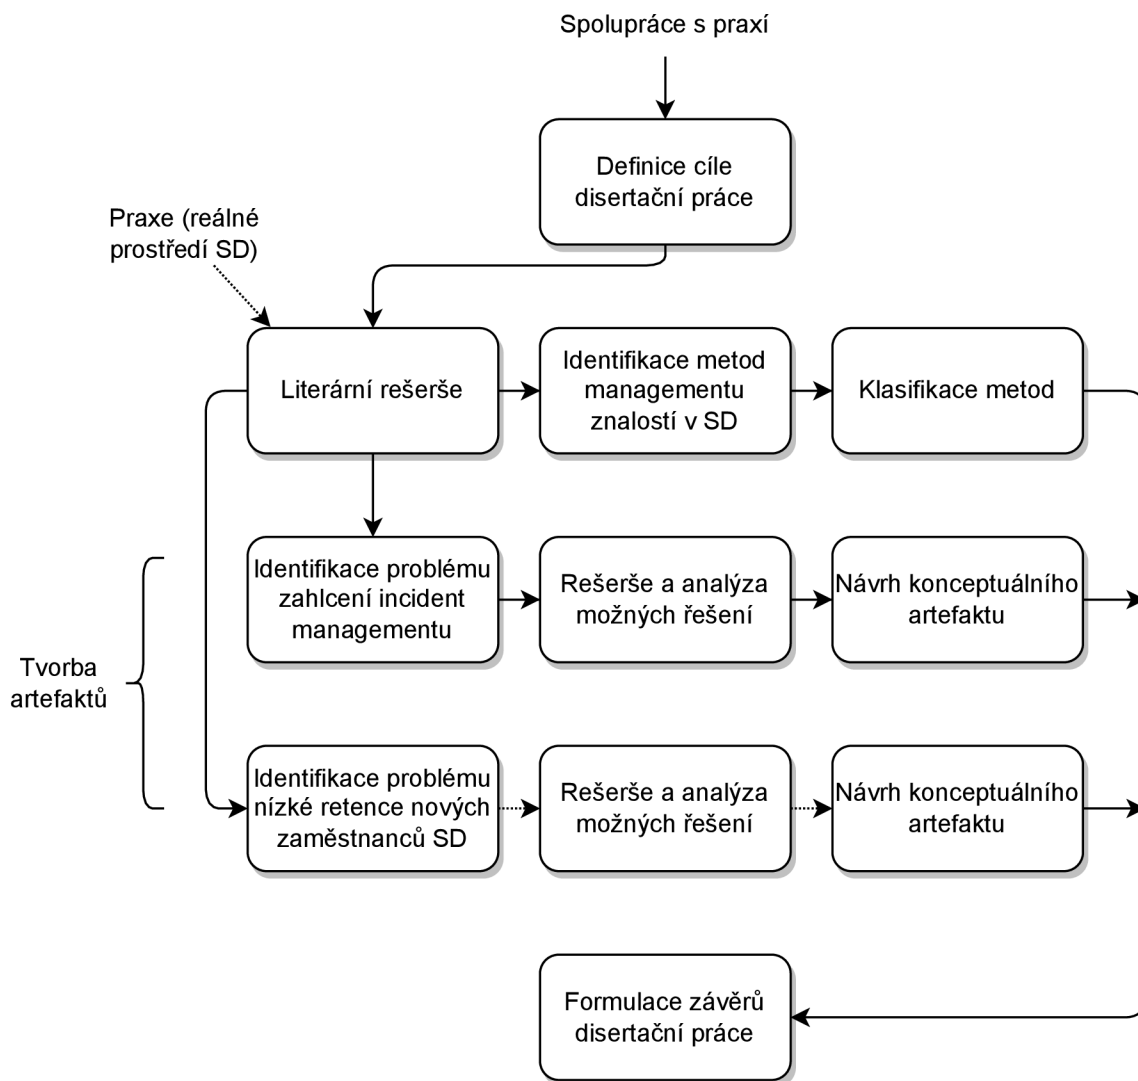 Spolupráce s praxí
Definice cíle
disertační práce
Praxe (reálné
prostředí SD)
Literární rešerše
Identifikace metod
managementu
znalostí v SD
Klasifikace metod
Identifikace problému
zahlcení incident
managementu
Rešerše a analýza
možných řešení
Návrh konceptuálního
artefaktu
Tvorba
artefaktů
Identifikace problému
nízké retence nových
zaměstnanců SD
Rešerše a analýza
možných řešení
Návrh konceptuálního
artefaktu
Formulace závěrů
disertační práce